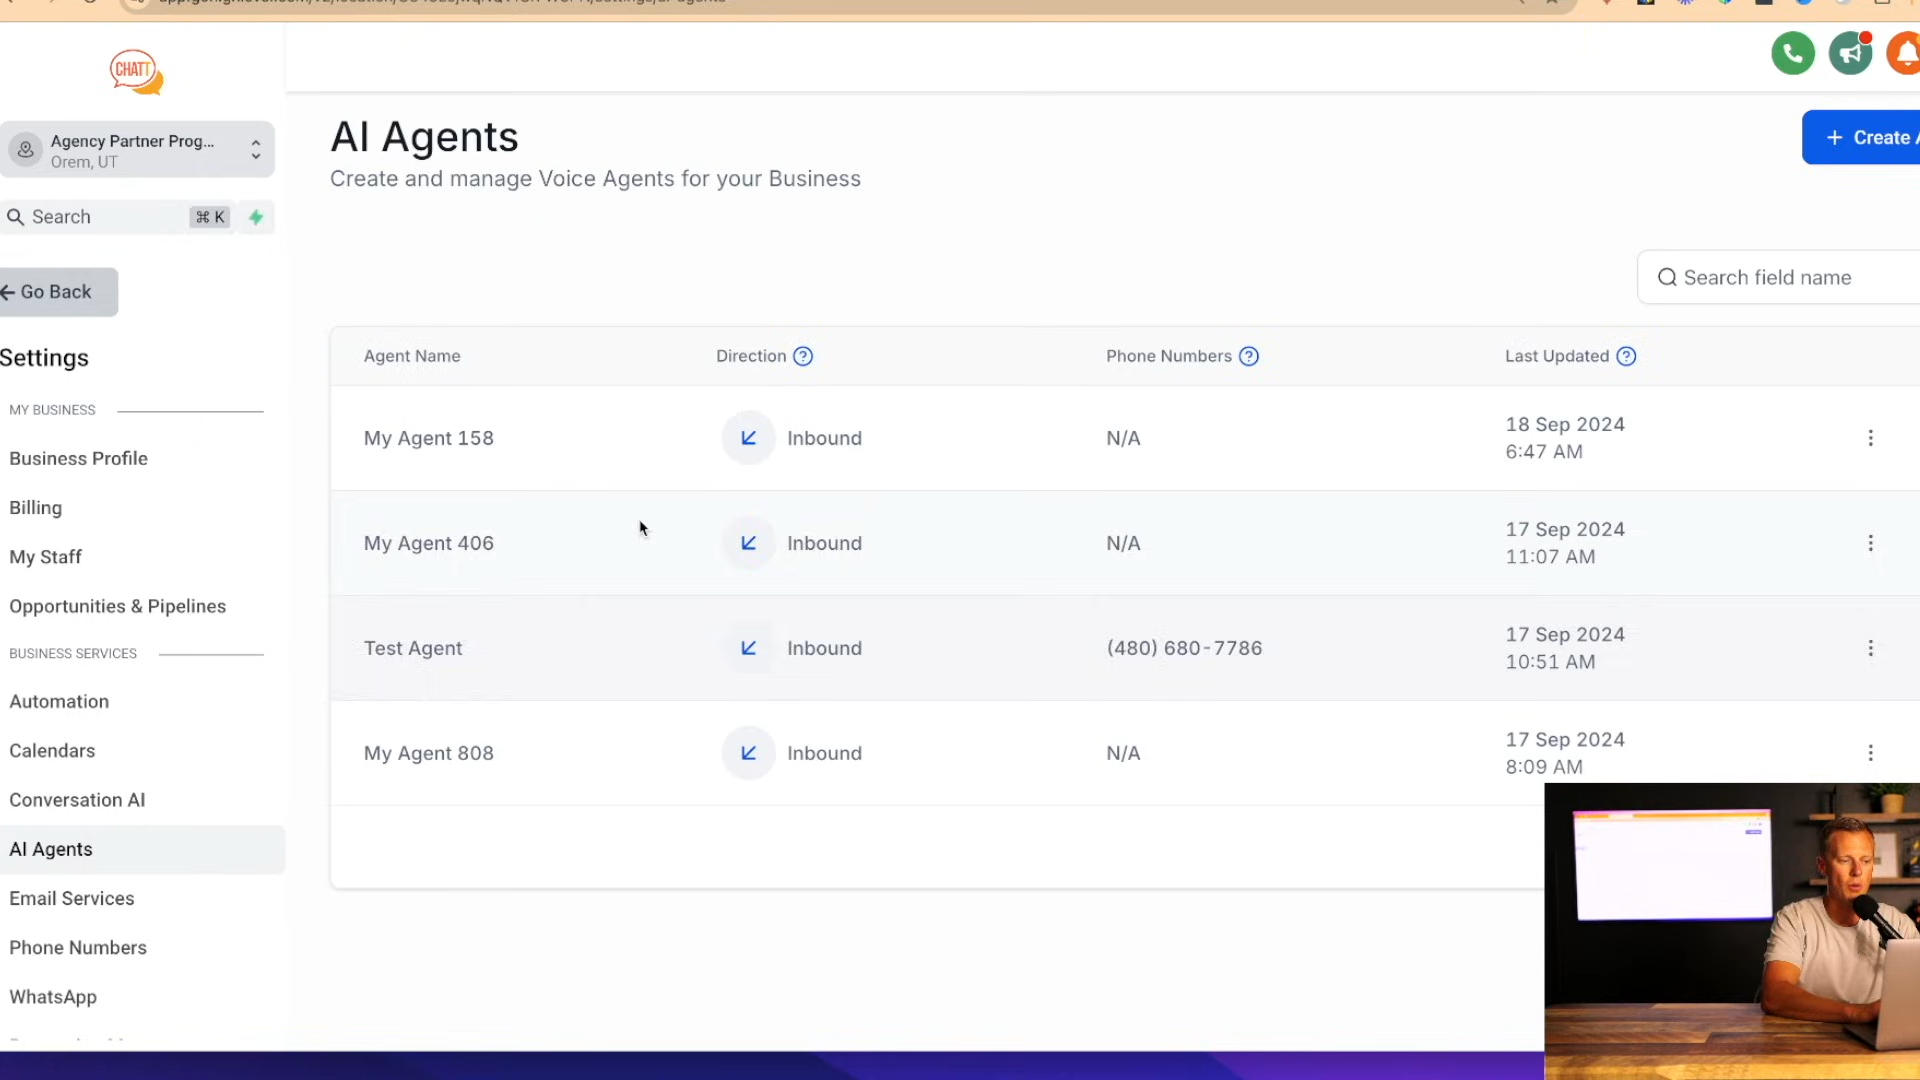 CHATT
Agency Partner Prog...
Orem, UT
Search
⌘ K
Go Back
Settings
MY BUSINESS
Business Profile
Billing
My Staff
Opportunities & Pipelines
BUSINESS SERVICES
Automation
Calendars
Conversation AI
AI Agents
Email Services
Phone Numbers
WhatsApp
AI Agents
Create and manage Voice Agents for your Business
+ Create
Search field name
Agent Name Direction Phone Numbers Last Updated
My Agent 158 Inbound N/A 18 Sep 2024
6:47 AM
My Agent 406 Inbound N/A 17 Sep 2024
11:07 AM
Test Agent Inbound (480) 680-7786 17 Sep 2024
10:51 AM
My Agent 808 Inbound N/A 17 Sep 2024
8:09 AM